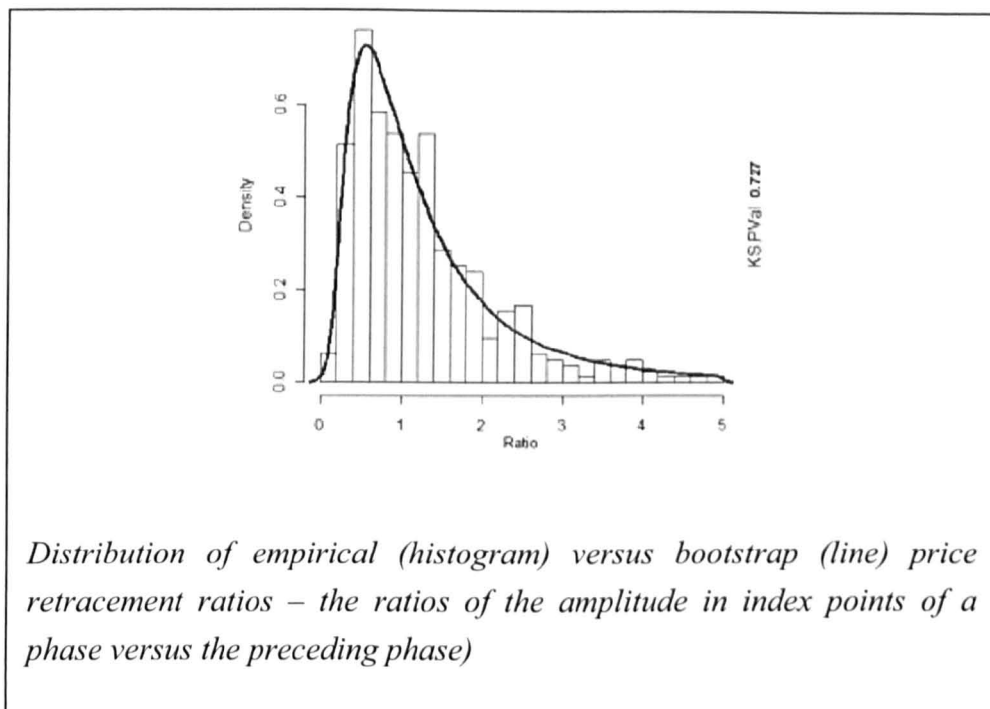 0.6
0.4
0.2
0.0
Density
0 1 2 3 4 5
Ratio
KS PVal 0.727
Distribution of empirical (histogram) versus bootstrap (line) price
retracement ratios – the ratios of the amplitude in index points of a
phase versus the preceding phase)